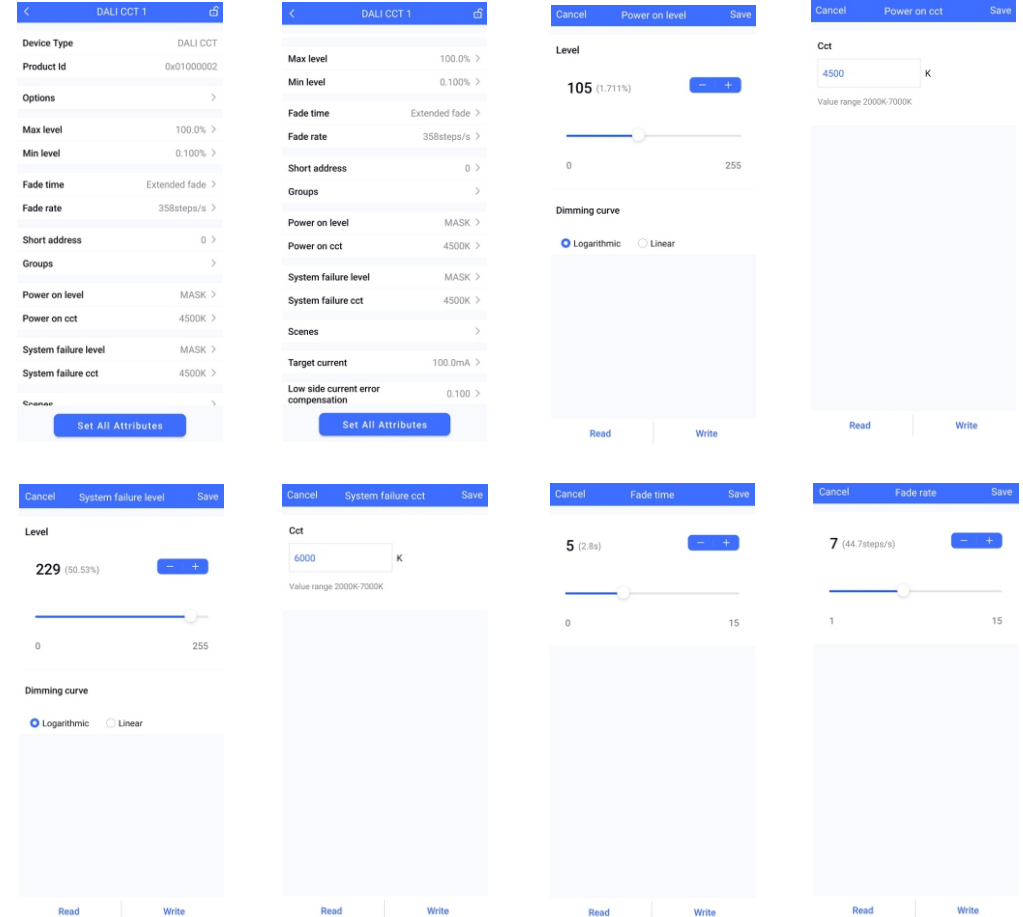 DALI CCT 1
Device Type DALI CCT
Product Id 0x01000002
Options
Max level 100.0%
Min level 0.100%
Fade time Extended fade
Fade rate 358steps/s
Short address 0
Groups
Power on level MASK
Power on cct 4500K
System failure level MASK
System failure cct 4500K
Scenes
Set All Attributes
DALI CCT 1
Max level 100.0%
Min level 0.100%
Fade time Extended fade
Fade rate 358steps/s
Short address 0
Groups
Power on level MASK
Power on cct 4500K
System failure level MASK
System failure cct 4500K
Scenes
Target current 100.0mA
Low side current error
compensation 0.100
Set All Attributes
Cancel Power on level Save
Level
105 (1.711%) − +
0 255
Dimming curve
Logarithmic Linear
Read Write
Cancel Power on cct Save
Cct
4500 K
Value range 2000K-7000K
Read Write
Cancel System failure level Save
Level
229 (50.53%) − +
0 255
Dimming curve
Logarithmic Linear
Read Write
Cancel System failure cct Save
Cct
6000 K
Value range 2000K-7000K
Read Write
Cancel Fade time Save
5 (2.8s) − +
0 15
Read Write
Cancel Fade rate Save
7 (44.7steps/s) − +
1 15
Read Write